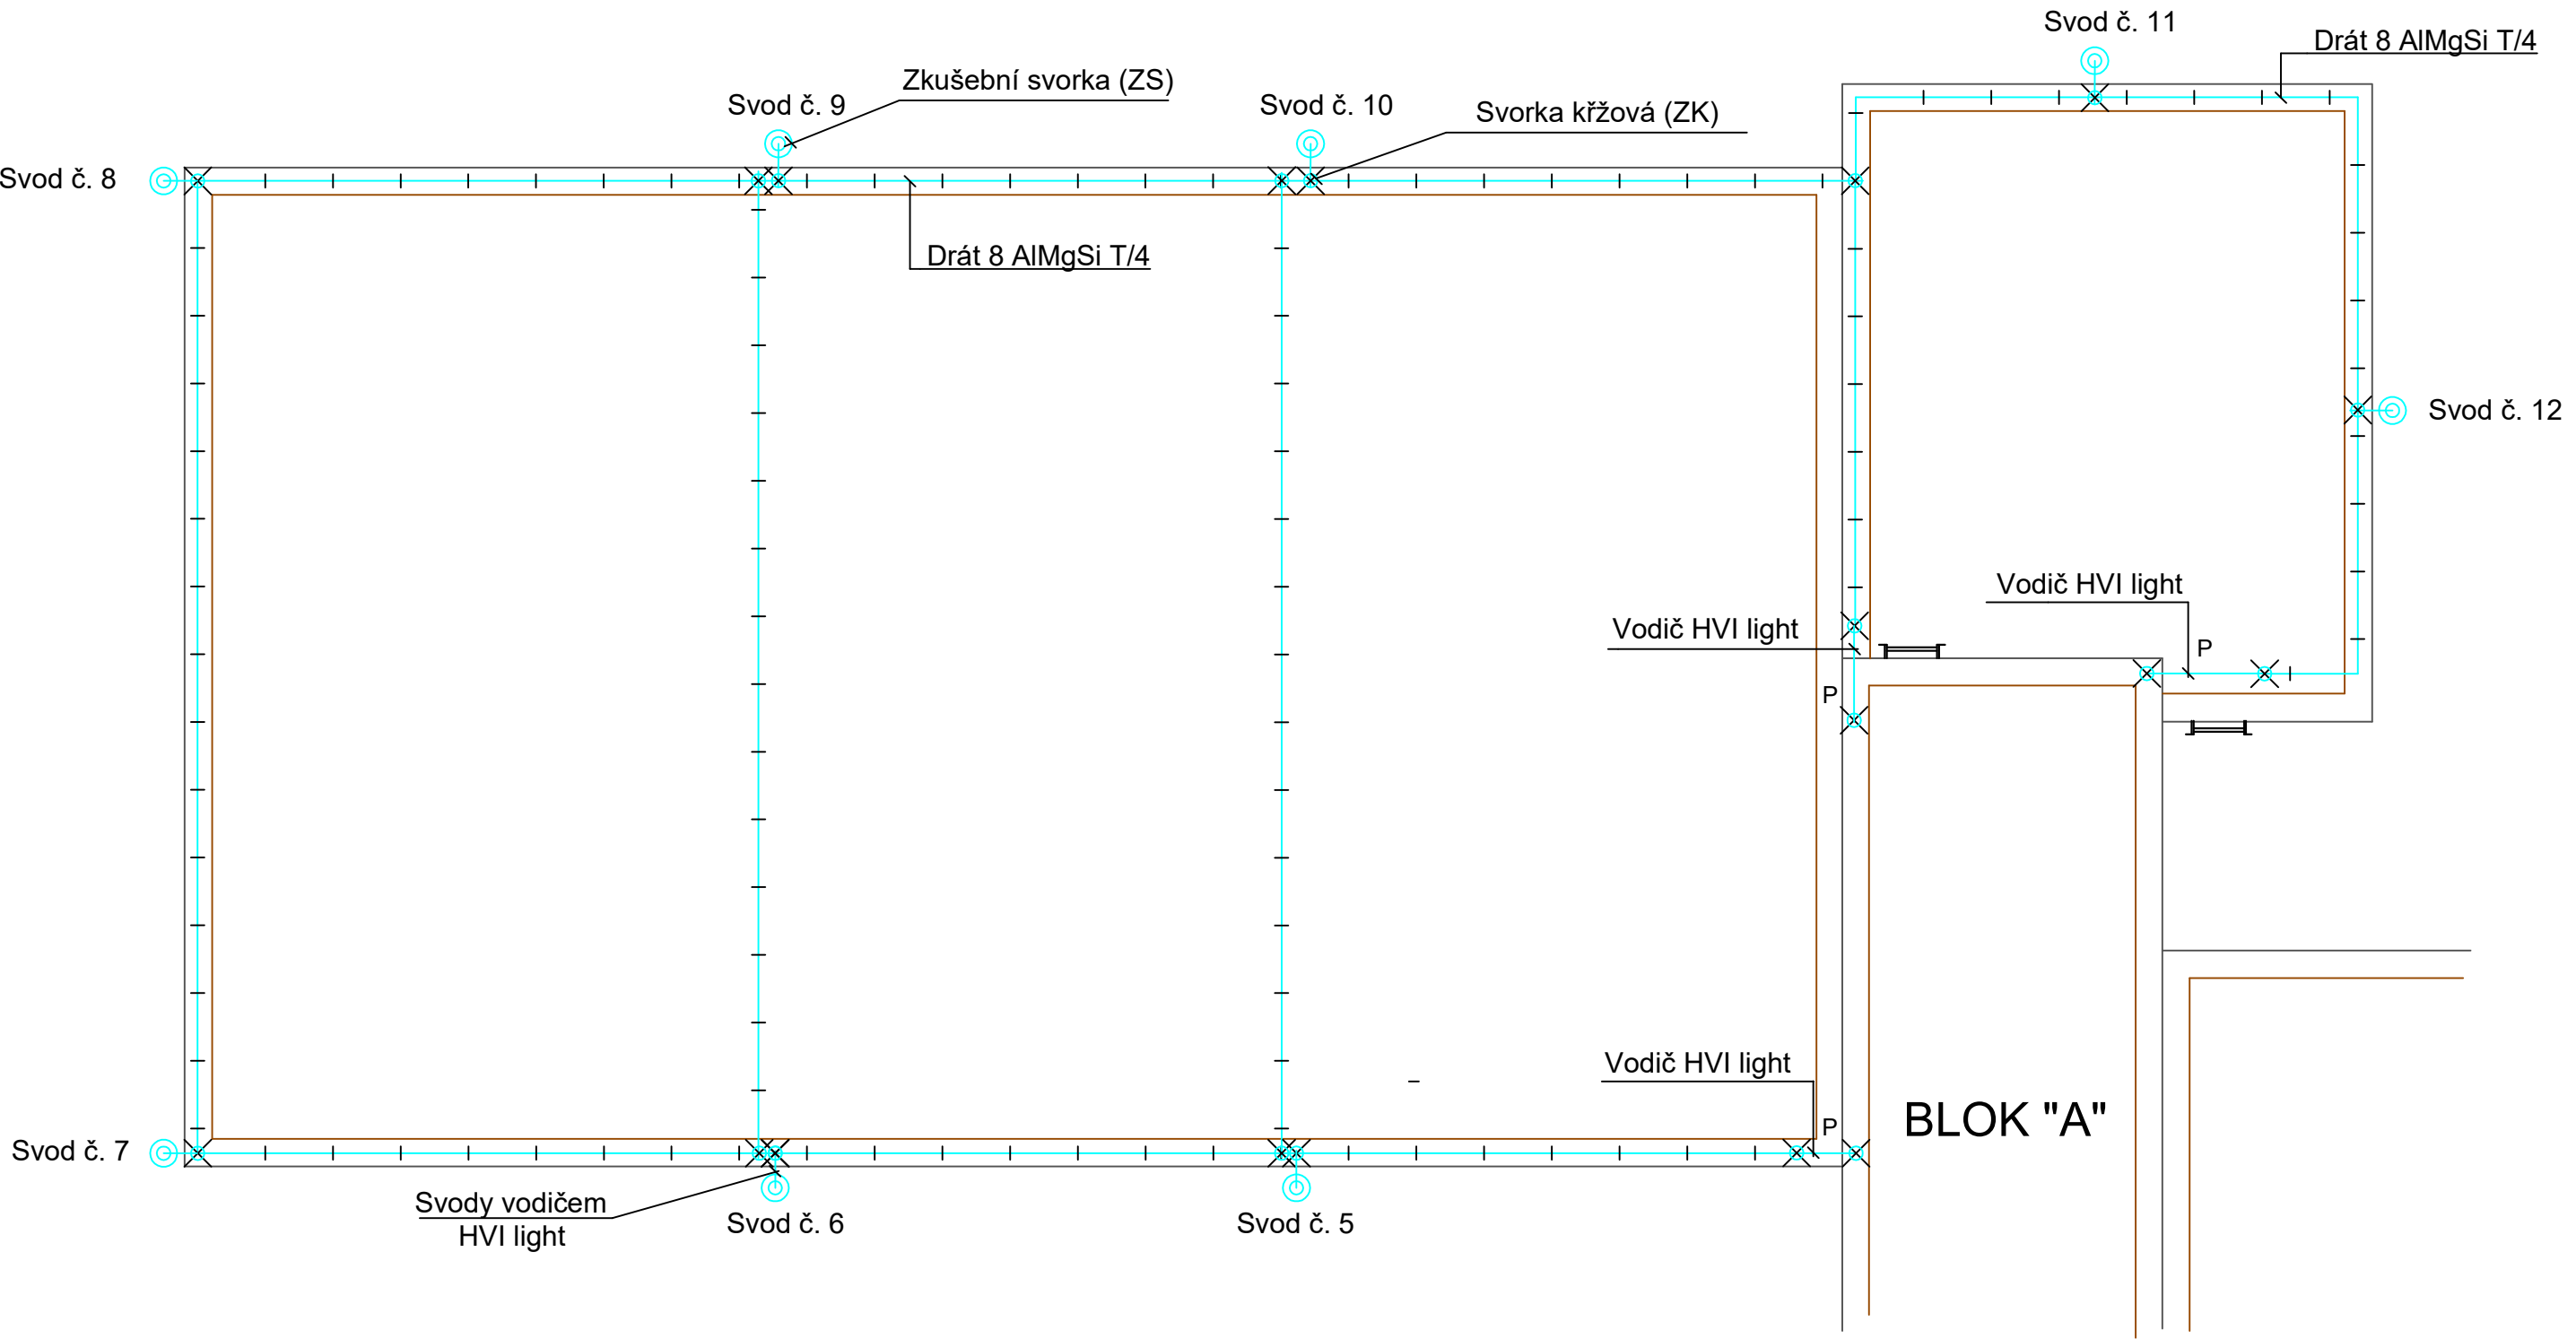 Svod č. 11
Drát 8 AlMgSi T/4
Zkušební svorka (ZS)
Svod č. 9
Svod č. 10
Svorka křžová (ZK)
Svod č. 8
Drát 8 AlMgSi T/4
Svod č. 12
Vodič HVI light
Vodič HVI light
P
P
Vodič HVI light
BLOK "A"
P
Svod č. 7
Svody vodičem
HVI light
Svod č. 6
Svod č. 5